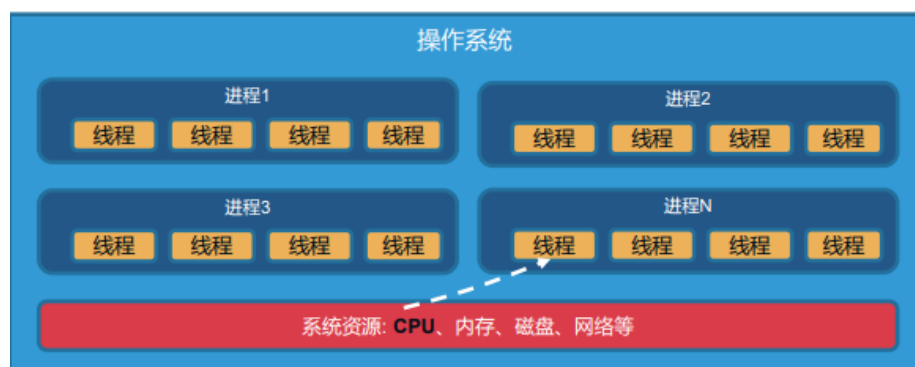 操作系统
进程1
线程 线程 线程 线程
进程2
线程 线程 线程 线程
进程3
线程 线程 线程 线程
进程N
线程 线程 线程 线程
系统资源: CPU、内存、磁盘、网络等